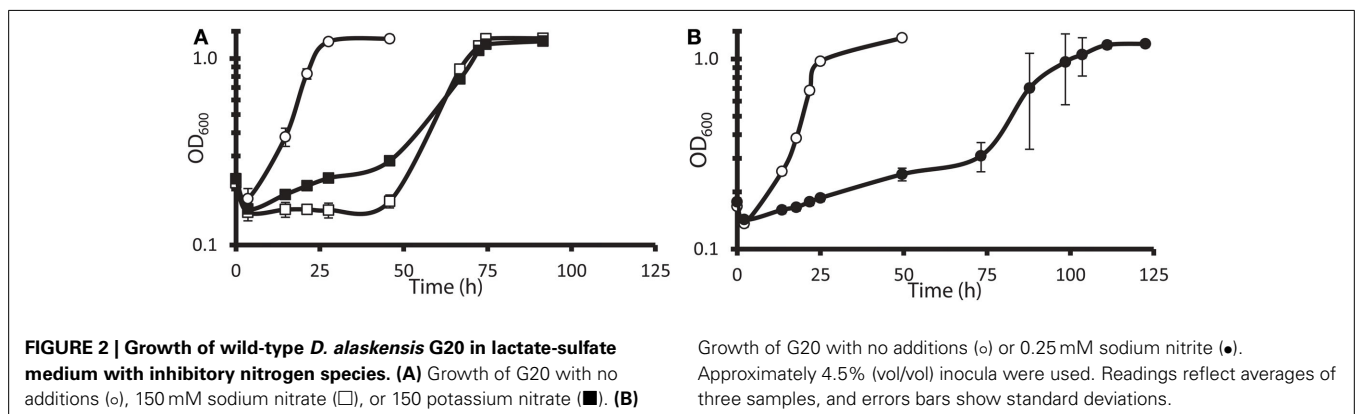 A
1.0
OD600
0.1
0 25 50 75 100 125
Time (h)
B
1.0
OD600
0.1
0 25 50 75 100 125
Time (h)
FIGURE 2 | Growth of wild-type D. alaskensis G20 in lactate-sulfate
medium with inhibitory nitrogen species. (A) Growth of G20 with no
additions (○), 150 mM sodium nitrate (□), or 150 potassium nitrate (■). (B)
Growth of G20 with no additions (○) or 0.25 mM sodium nitrite (●).
Approximately 4.5% (vol/vol) inocula were used. Readings reflect averages of
three samples, and errors bars show standard deviations.